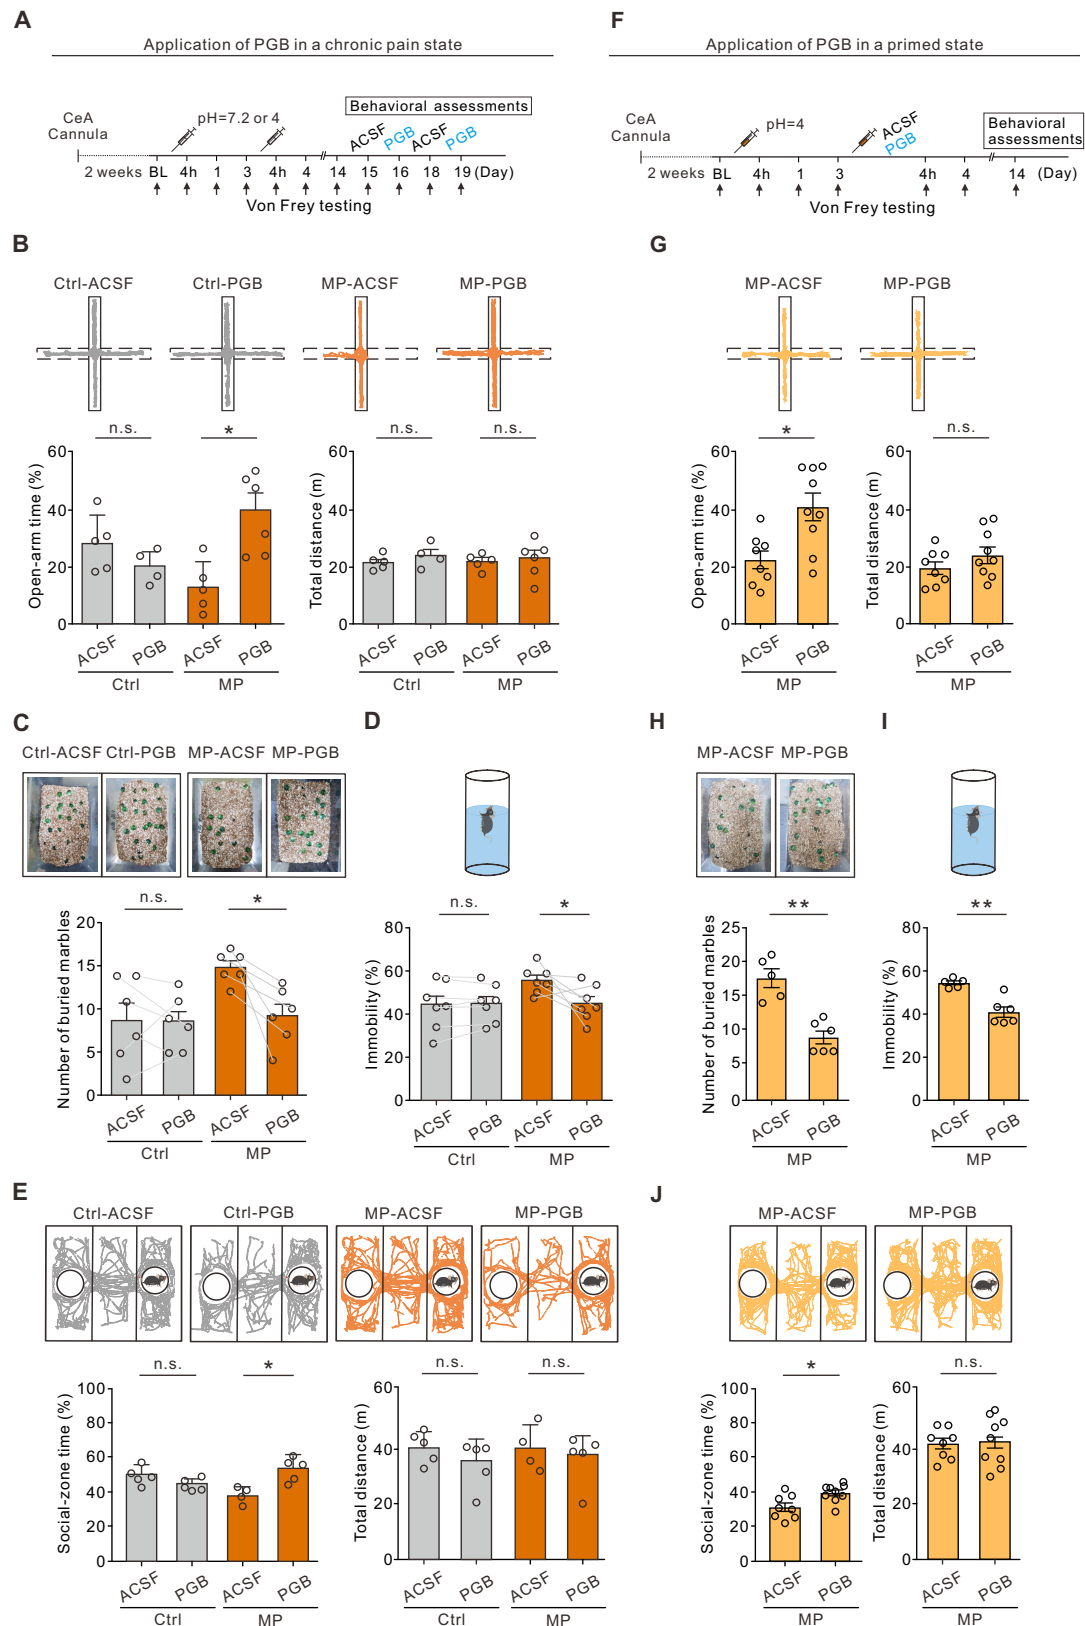 A
Application of PGB in a chronic pain state
CeA
Cannula
pH=7.2 or 4
Behavioral assessments
ACSF PGB ACSF PGB
2 weeks BL 4h 1 3 4h 4 14 15 16 18 19 (Day)
Von Frey testing
F
Application of PGB in a primed state
CeA
Cannula
pH=4
ACSF
PGB
Behavioral
assessments
2 weeks BL 4h 1 3 4h 4 14 (Day)
Von Frey testing
B
Ctrl-ACSF Ctrl-PGB MP-ACSF MP-PGB
n.s. *
Open-arm time (%)
60
40
20
0
ACSF PGB ACSF PGB
Ctrl MP
n.s. n.s.
Total distance (m)
60
40
20
0
ACSF PGB ACSF PGB
Ctrl MP
G
MP-ACSF MP-PGB
*
Open-arm time (%)
60
40
20
0
ACSF PGB
MP
n.s.
Total distance (m)
60
40
20
0
ACSF PGB
MP
C
Ctrl-ACSF Ctrl-PGB MP-ACSF MP-PGB
n.s. *
Number of buried marbles
20
15
10
5
0
ACSF PGB ACSF PGB
Ctrl MP
D
n.s. *
Immobility (%)
80
60
40
20
0
ACSF PGB ACSF PGB
Ctrl MP
H
MP-ACSF MP-PGB
**
Number of buried marbles
25
20
15
10
5
0
ACSF PGB
MP
I
**
Immobility (%)
80
60
40
20
0
ACSF PGB
MP
E
Ctrl-ACSF Ctrl-PGB MP-ACSF MP-PGB
n.s. *
Social-zone time (%)
100
80
60
40
20
0
ACSF PGB ACSF PGB
Ctrl MP
n.s. n.s.
Total distance (m)
60
40
20
0
ACSF PGB ACSF PGB
Ctrl MP
J
MP-ACSF MP-PGB
*
Social-zone time (%)
100
80
60
40
20
0
ACSF PGB
MP
n.s.
Total distance (m)
60
40
20
0
ACSF PGB
MP